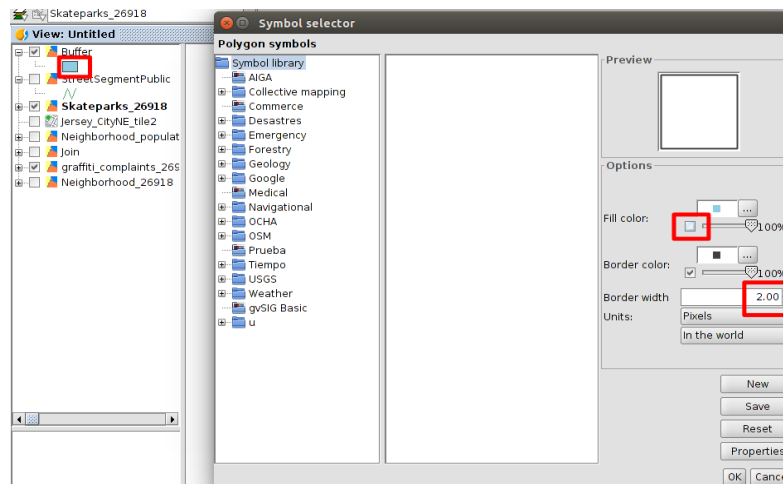 Skateparks_26918
View: Untitled
Buffer
StreetSegmentPublic
Skateparks_26918
Jersey_CityNE_tile2
Neighborhood_populat
Join
graffiti_complaints_269
Neighborhood_26918
Symbol selector
Polygon symbols
Symbol library
AIGA
Collective mapping
Commerce
Desastres
Emergency
Forestry
Geology
Google
Medical
Navigational
OCHA
OSM
Prueba
Tiempo
USGS
Weather
gvSIG Basic
u
Preview
Options
Fill color:
...
100%
Border color:
...
100%
Border width
2.00
Units:
Pixels
In the world
New
Save
Reset
Properties
OK
Cance